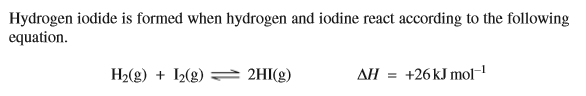 Hydrogen iodide is formed when hydrogen and iodine react according to the following
equation.
H₂(g) + I₂(g) ⇌ 2HI(g) ΔH = +26 kJ mol⁻¹